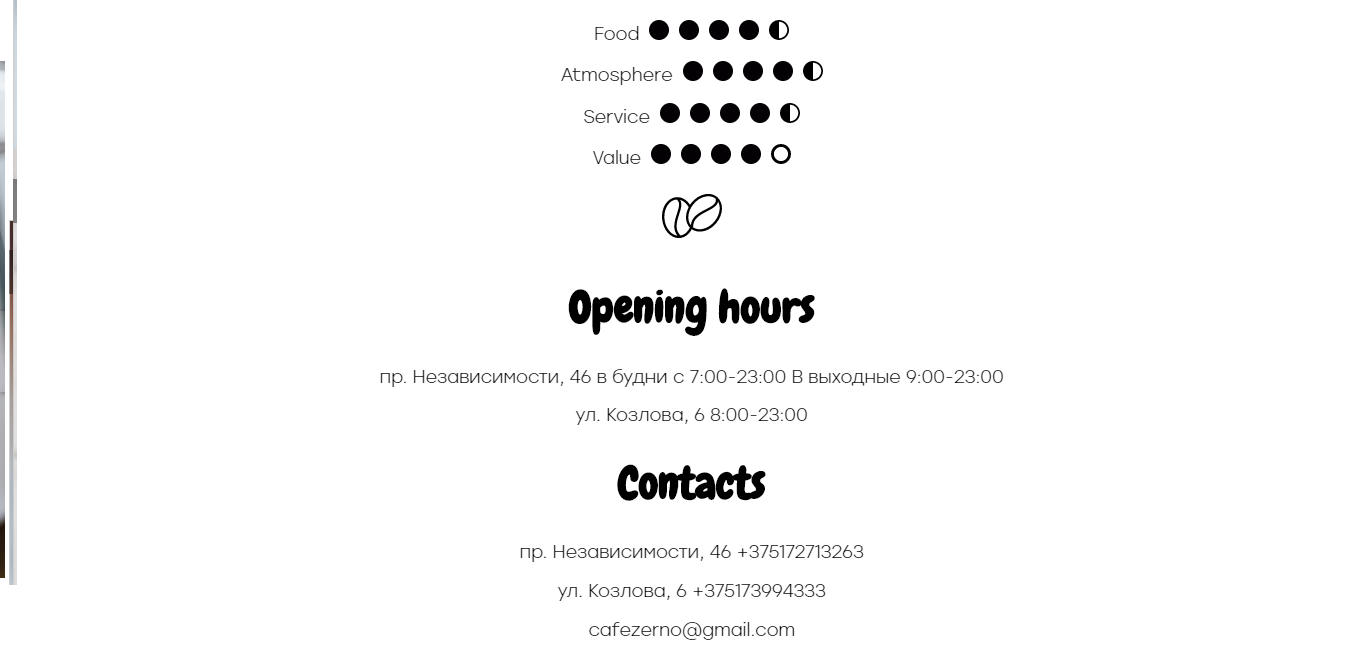 Food
Atmosphere
Service
Value
Opening hours
пр. Независимости, 46 в будни с 7:00-23:00 В выходные 9:00-23:00
ул. Козлова, 6 8:00-23:00
Contacts
пр. Независимости, 46 +375172713263
ул. Козлова, 6 +375173994333
cafezerno@gmail.com